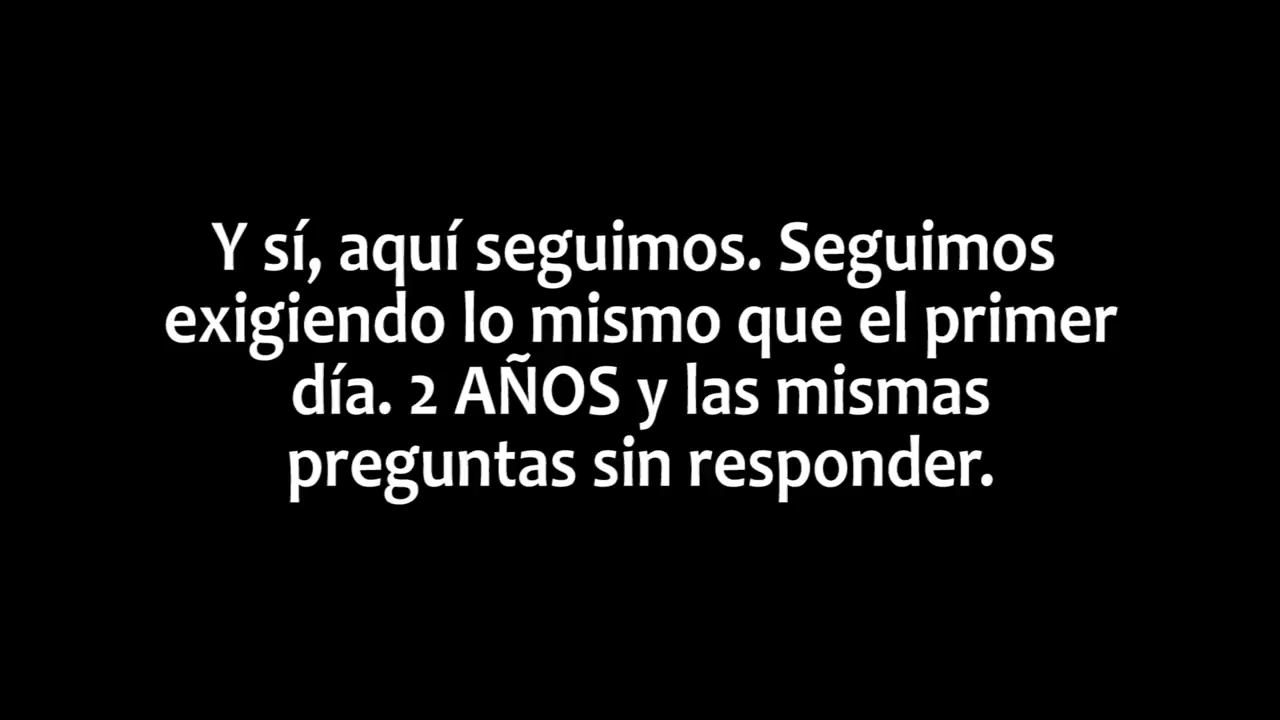 Y sí, aquí seguimos. Seguimos
exigiendo lo mismo que el primer
día. 2 AÑOS y las mismas
preguntas sin responder.